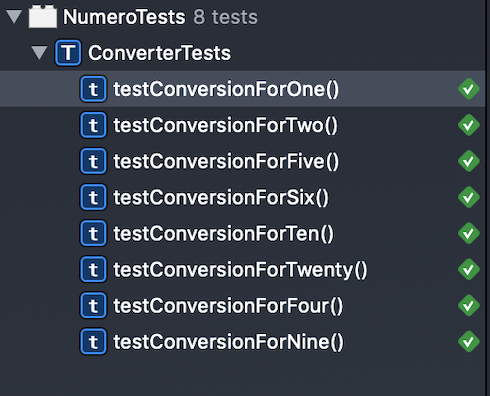 NumeroTests 8 tests
T ConverterTests
t testConversionForOne()
t testConversionForTwo()
t testConversionForFive()
t testConversionForSix()
t testConversionForTen()
t testConversionForTwenty()
t testConversionForFour()
t testConversionForNine()